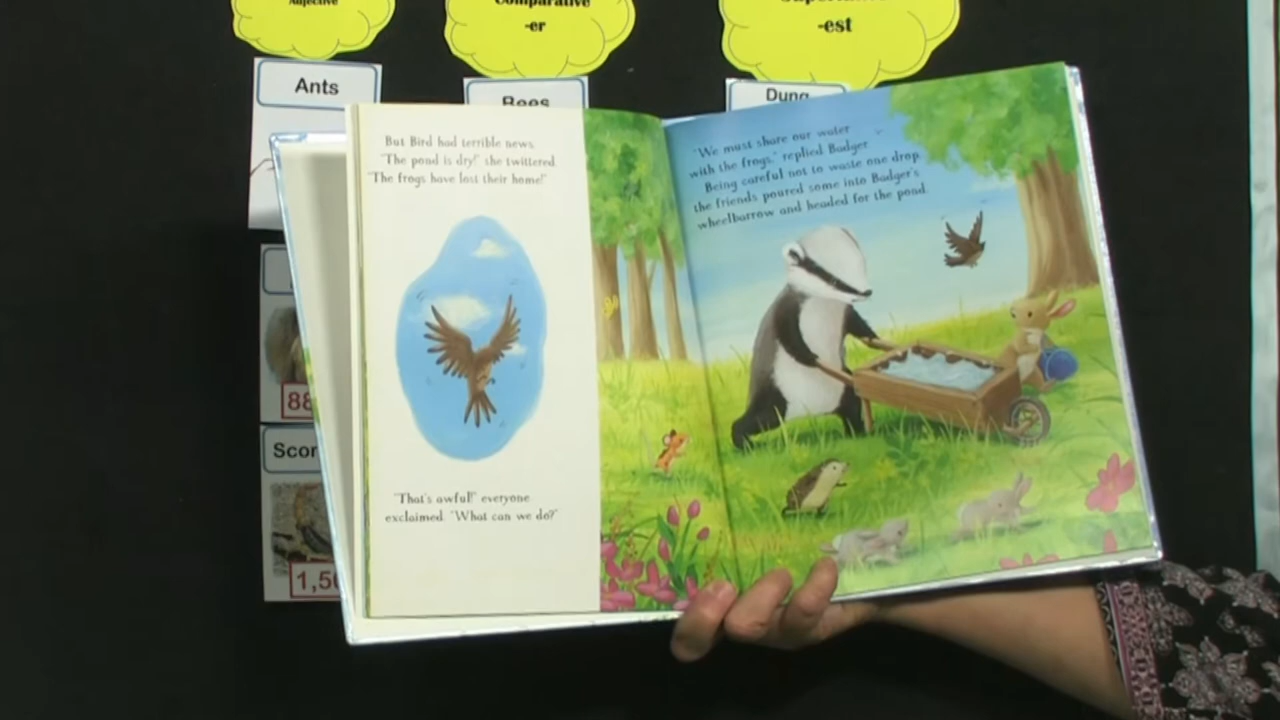 Adjective
Comparative
-er
-est
Ants
Bees
Dung
88
Scor
1,50
But Bird had terrible news.
"The pond is dry!" she twittered.
"The frogs have lost their home!"
"That's awful!" everyone
exclaimed. "What can we do?"
"We must share our water
with the frogs," replied Badger.
Being careful not to waste one drop,
the friends poured some into Badger's
wheelbarrow and headed for the pond.